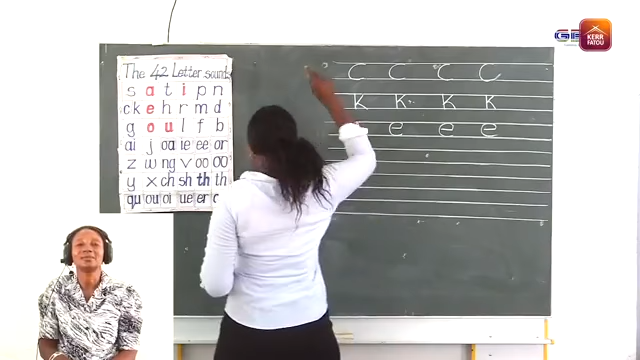 The 42 Letter sounds
s a t i p n
ck e h r m d
g o u l f b
ai j oa ie ee or
z w ng v oo oo
y x ch sh th th
qu ou oi ue er
c c c c
k k k k
e e e
KERR
FATOU